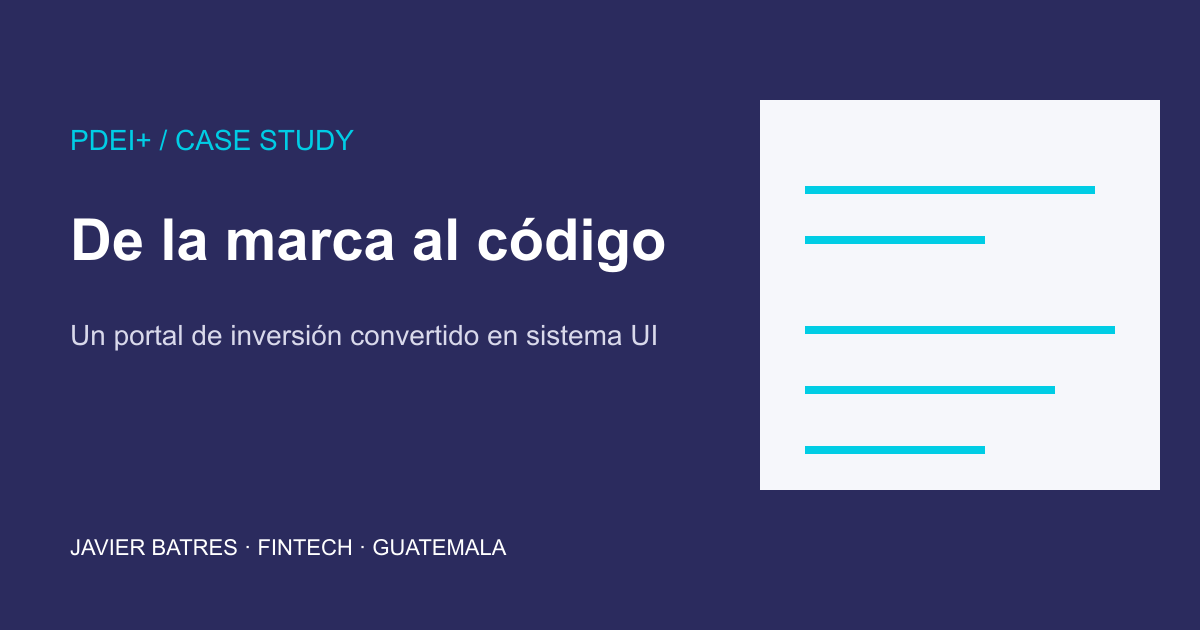 PDEI+ / CASE STUDY
De la marca al código
Un portal de inversión convertido en sistema UI
JAVIER BATRES · FINTECH · GUATEMALA